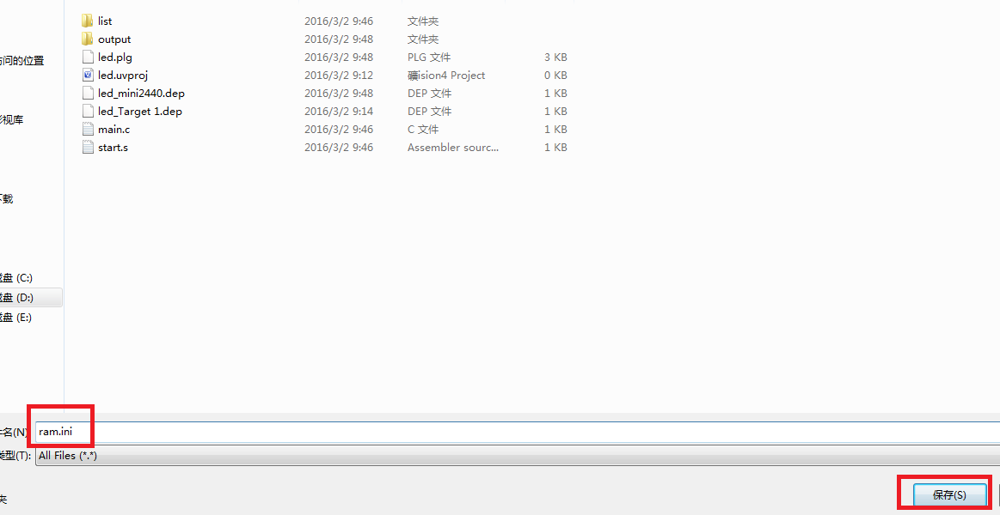 list 2016/3/2 9:46 文件夹
output 2016/3/2 9:48 文件夹
led.plg 2016/3/2 9:48 PLG 文件 3 KB
问的位置
led.uvproj 2016/3/2 9:12 礦ision4 Project 0 KB
led_mini2440.dep 2016/3/2 9:48 DEP 文件 1 KB
led_Target 1.dep 2016/3/2 9:14 DEP 文件 1 KB
视库
main.c 2016/3/2 9:46 C 文件 1 KB
start.s 2016/3/2 9:46 Assembler sourc... 1 KB
载
盘 (C:)
盘 (D:)
盘 (E:)
名(N) ram.ini
类型(T): All Files (*.*)
保存(S)
夹